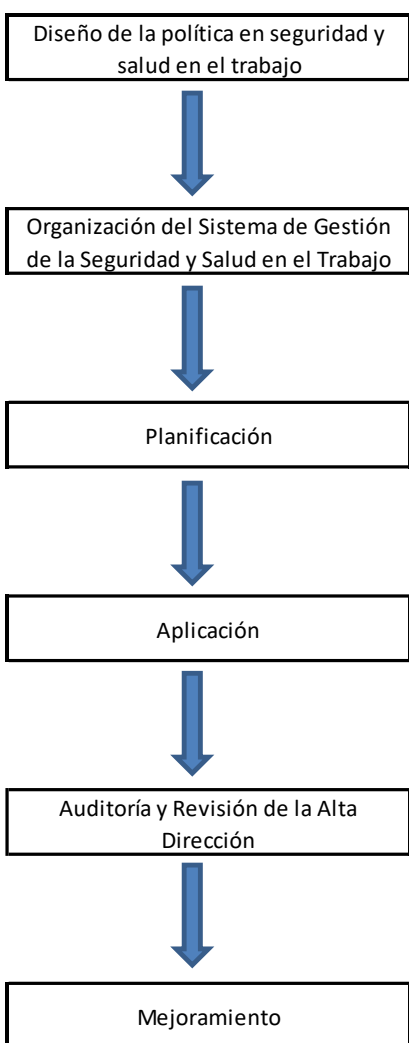 Diseño de la política en seguridad y
salud en el trabajo
Organización del Sistema de Gestión
de la Seguridad y Salud en el Trabajo
Planificación
Aplicación
Auditoría y Revisión de la Alta
Dirección
Mejoramiento